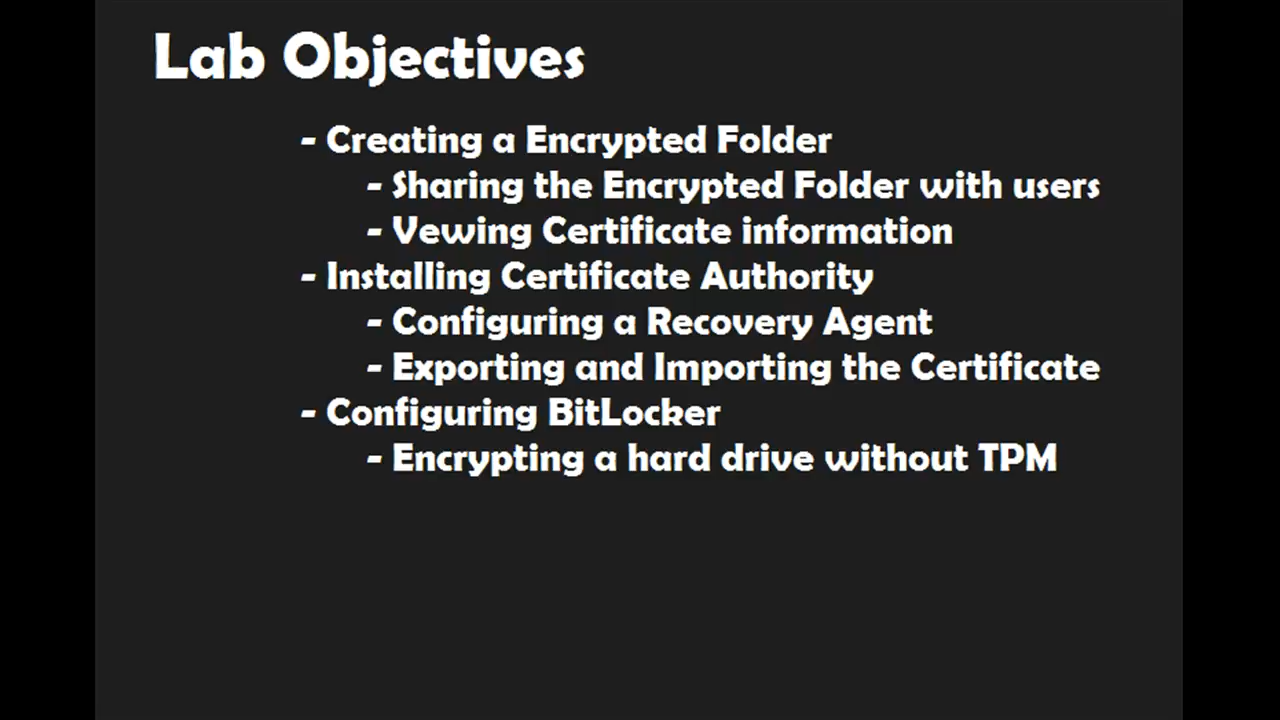 Lab Objectives
- Creating a Encrypted Folder
- Sharing the Encrypted Folder with users
- Vewing Certificate information
- Installing Certificate Authority
- Configuring a Recovery Agent
- Exporting and Importing the Certificate
- Configuring BitLocker
- Encrypting a hard drive without TPM